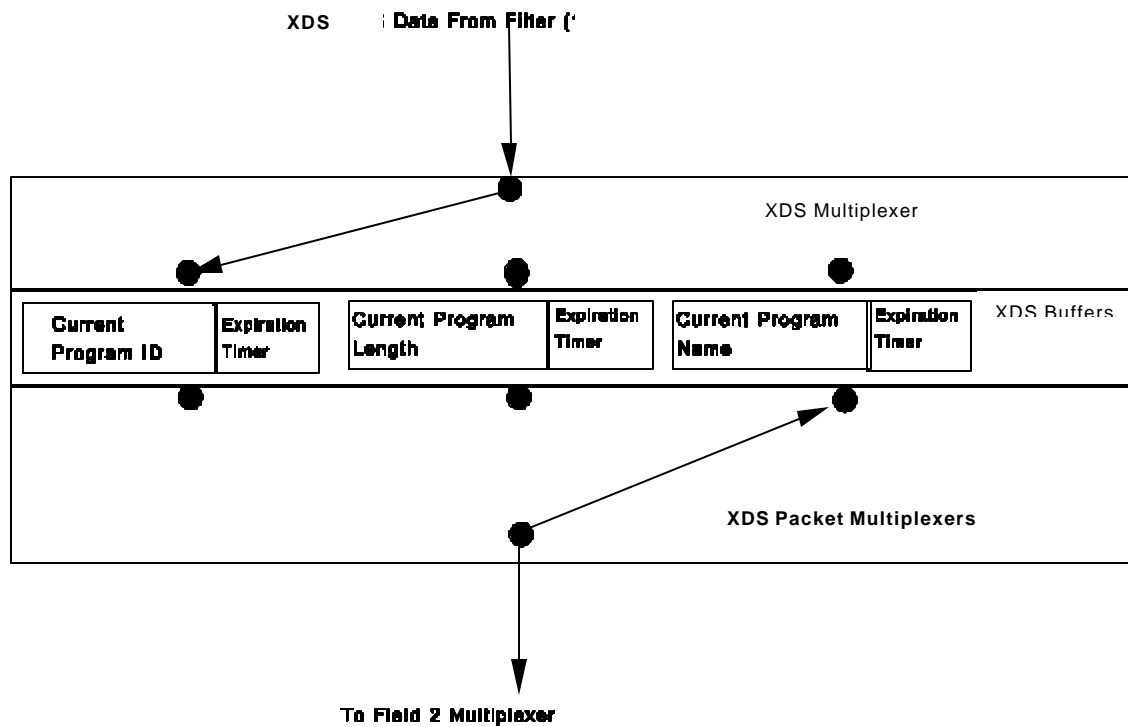 XDS Data From Filter (
XDS Multiplexer
XDS Buffers
Current
Program ID
Expiration
Timer
Current Program
Length
Expiration
Timer
Current Program
Name
Expiration
Timer
XDS Packet Multiplexers
To Field 2 Multiplexer